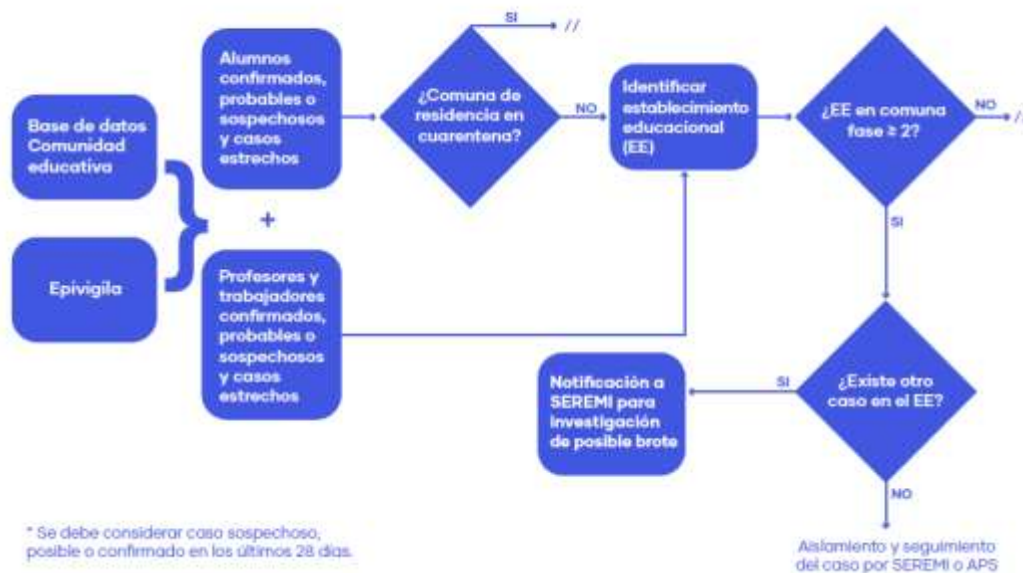 Base de datos
Comunidad
educativa
Epivigila
Alumnos
confirmados,
probables o
sospechosos
y casos
estrechos
+
Profesores y
trabajadores
confirmados,
probables o
sospechosos
y casos
estrechos
¿Comuna de
residencia en
cuarentena?
SI
//
NO
Identificar
establecimiento
educacional
(EE)
¿EE en comuna
fase ≥ 2?
NO
//
SI
¿Existe otro
caso en el EE?
SI
Notificación a
SEREMI para
investigación
de posible brote
NO
Aislamiento y seguimiento
del caso por SEREMI o APS
* Se debe considerar caso sospechoso,
posible o confirmado en los últimos 28 días.